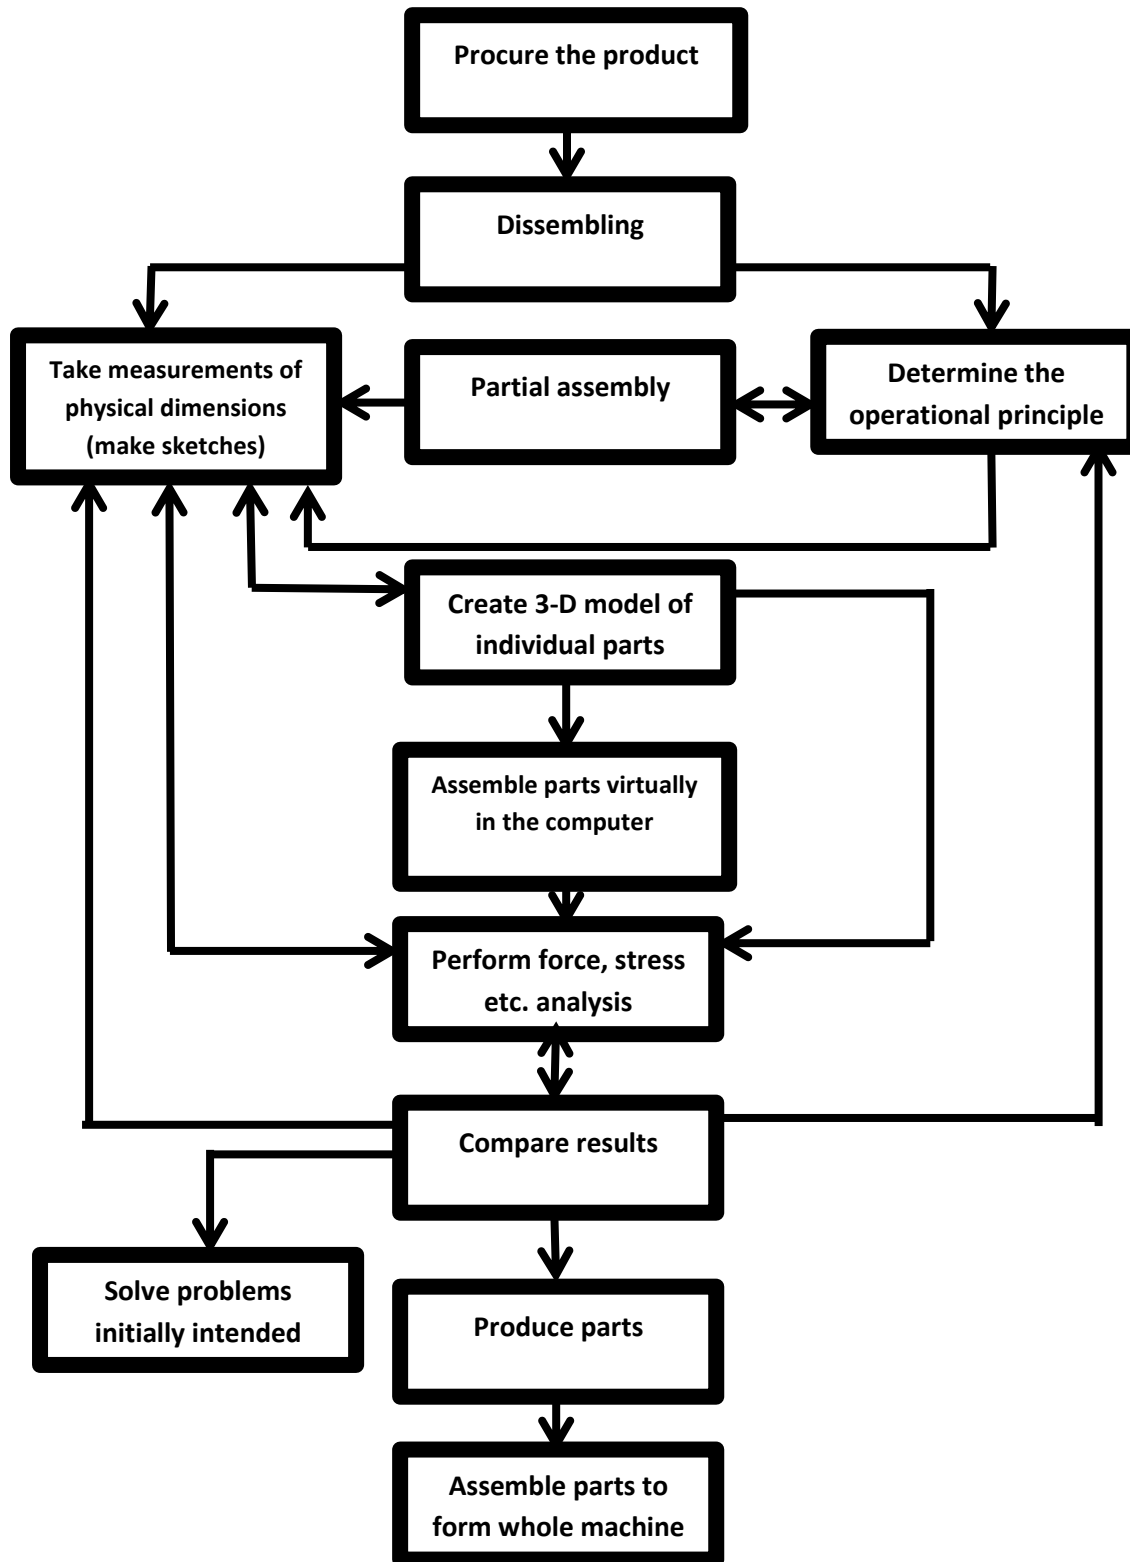 Procure the product
Dissembling
Take measurements of
physical dimensions
(make sketches)
Partial assembly
Determine the
operational principle
Create 3-D model of
individual parts
Assemble parts virtually
in the computer
Perform force, stress
etc. analysis
Compare results
Solve problems
initially intended
Produce parts
Assemble parts to
form whole machine